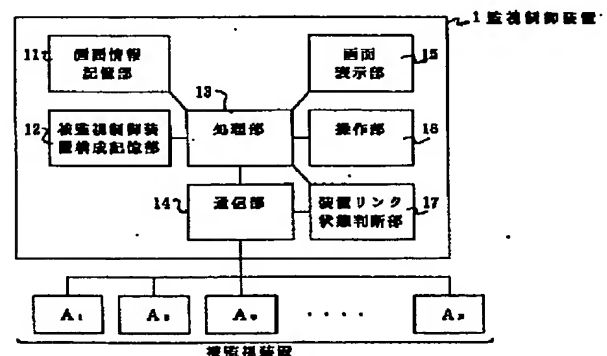 1 監視制御装置
11
画面情報
記憶部
15
画面
表示部
13
処理部
12
被監視制御装
置構成記憶部
操作部
16
14
通信部
装置リンク
状態判断部
17
A₁
A₂
A₃
・・・・
A_N
被監視装置